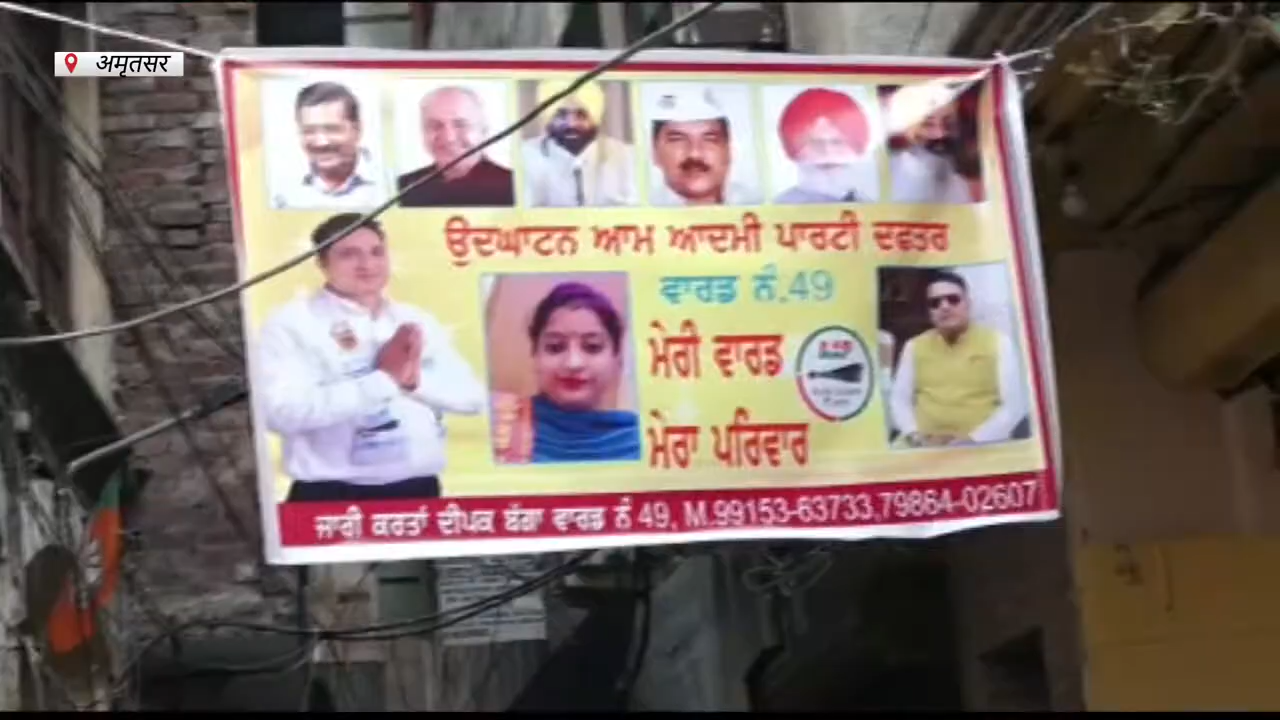 अमृतसर
ਉਦਘਾਟਨ ਆਮ ਆਦਮੀ ਪਾਰਟੀ ਦਫਤਰ
ਵਾਰਡ ਨੰ.49
ਮੇਰੀ ਵਾਰਡ
ਮੇਰਾ ਪਰਿਵਾਰ
ਜਾਰੀ ਕਰਤਾ ਦੀਪਕ ਬੱਗਾ ਵਾਰਡ ਨੰ 49, M.99153-63733,79864-02607